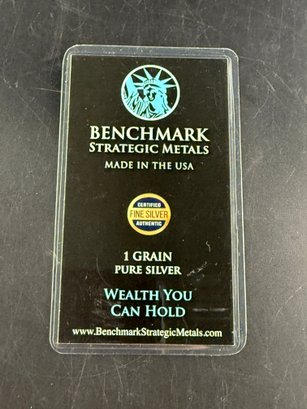 BENCHMARK
STRATEGIC METALS
MADE IN THE USA
CERTIFIED
FINE SILVER
AUTHENTIC
1 GRAIN
PURE SILVER
WEALTH YOU
CAN HOLD
www.BenchmarkStrategicMetals.com